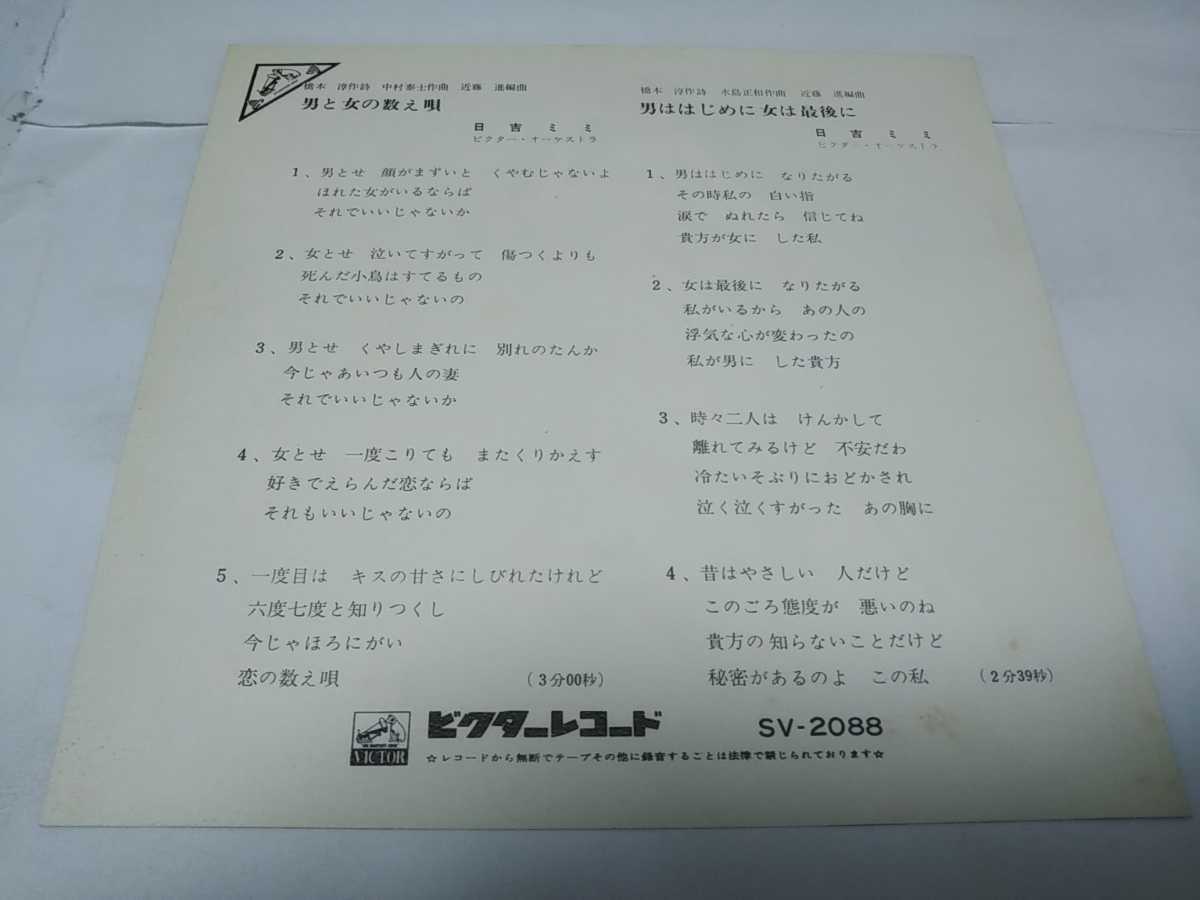 橋本 淳作詩 中村泰士作曲 近藤 進編曲
男と女の数え唄
日吉ミミ
ビクター・オーケストラ
1、男とせ 顔がまずいと くやむじゃないよ
ほれた女がいるならば
それでいいじゃないか
2、女とせ 泣いてすがって 傷つくよりも
死んだ小鳥はすてるもの
それでいいじゃないの
3、男とせ くやしまぎれに 別れのたんか
今じゃあいつも人の妻
それでいいじゃないか
4、女とせ 一度こりても またくりかえす
好きでえらんだ恋ならば
それもいいじゃないの
5、一度目は キスの甘さにしびれたけれど
六度七度と知りつくし
今じゃほろにがい
恋の数え唄 (3分00秒)
橋本 淳作詩 水島正和作曲 近藤 進編曲
男ははじめに女は最後に
日吉ミミ
ビクター・オーケストラ
1、男ははじめに なりたがる
その時私の 白い指
涙で ぬれたら 信じてね
貴方が女に した私
2、女は最後に なりたがる
私がいるから あの人の
浮気な心が変わったの
私が男に した貴方
3、時々二人は けんかして
離れてみるけど 不安だわ
冷たいそぶりにおどかされ
泣く泣くすがった あの胸に
4、昔はやさしい 人だけど
このごろ態度が 悪いのね
貴方の知らないことだけど
秘密があるのよ この私 (2分39秒)
VICTOR
ビクターレコード SV-2088
☆レコードから無断でテープその他に録音することは法律で禁じられております☆